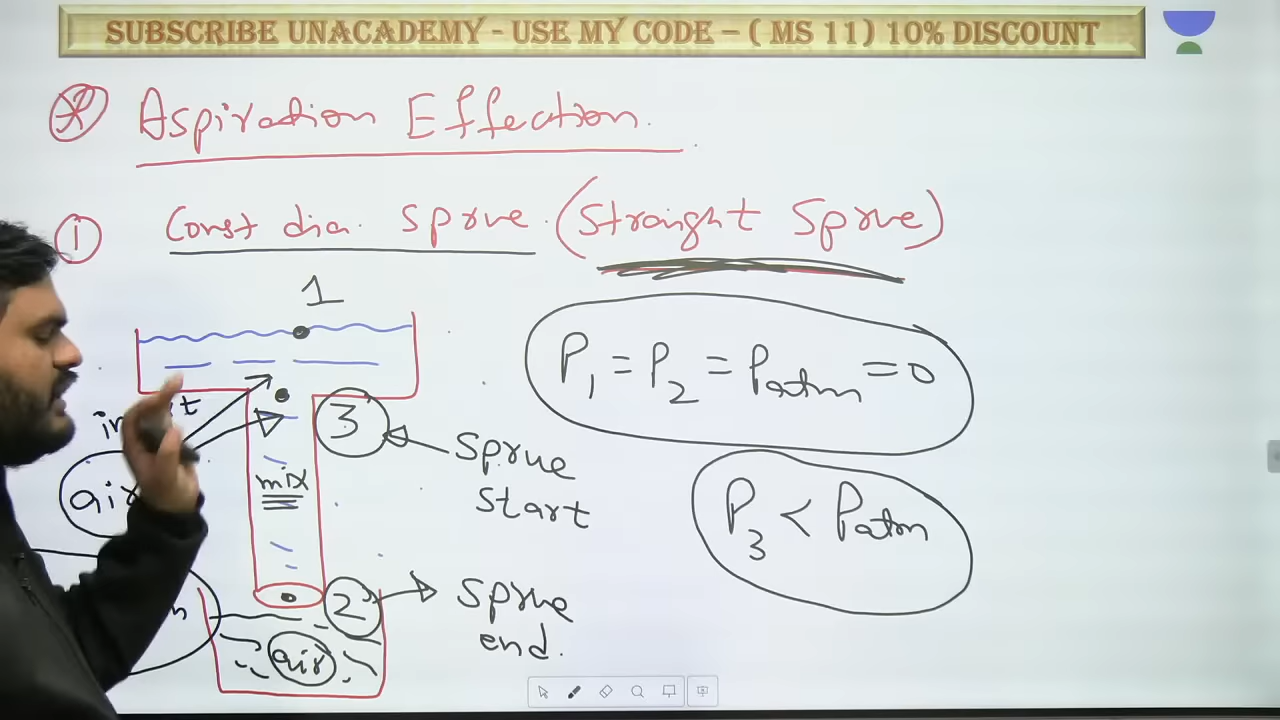 SUBSCRIBE UNACADEMY - USE MY CODE – ( MS 11) 10% DISCOUNT
Aspiration Effection.
1 Const dia. Sprue. (Straight Sprue)
1
P1 = P2 = Patm = 0
3
Sprue
start
mix
air
P3 < Patm
2
Sprue
end.
air